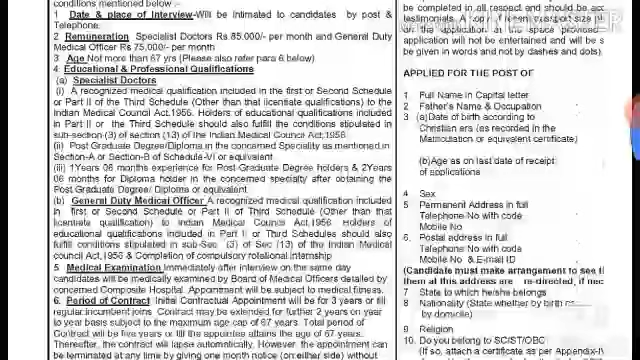 conditions mentioned below :-
1 Date & place of Interview-Will be intimated to candidates by post &
Telephone.
2 Remuneration Specialist Doctors Rs 85,000/- per month and General Duty
Medical Officer Rs 75,000/- per month
3 Age Not more than 67 yrs (Please also refer para 6 below)
4 Educational & Professional Qualifications
(a) Specialist Doctors
(i) A recognized medical qualification included in the first or Second Schedule
or Part II of the Third Schedule (Other than that licentiate qualifications) to
the Indian Medical Council Act,1956. Holders of educational qualifications included
in Part II or the Third Schedule should also fulfill the conditions stipulated in
sub-section (3) of section (13) of the Indian Medical Council Act,1956
(ii) Post Graduate Degree/Diploma in the concerned Speciality as mentioned in
Section-A or Section-B of Schedule-VI or equivalent
(iii) 1Years 06 months experience for Post-Graduate Degree holders & 2Years
06 months for Diploma holder in the concerned specialty after obtaining the
Post Graduate Degree/ Diploma or equivalent
(b) General Duty Medical Officer A recognized medical qualification included
in first or Second Schedule or Part II of Third Schedule (Other than that
licentiate qualification) to Indian Medical Council Act,1956 Holders of
educational qualifications included in Part II or Third Schedules should also
fulfill conditions stipulated in sub-Sec (3) of Sec (13) of the Indian Medical
council Act,1956 & Completion of compulsory rotational internship
5 Medical Examination Immediately after interview on the same day
candidates will be medically examined by Board of Medical Officers detailed by
concerned Composite Hospital Appointment will be subject to medical fitness.
6. Period of Contract Initial Contractual Appointment will be for 3 years or till
regular incumbent joins Contract may be extended for further 2 years on
year to year basis subject to the maximum age cap of 67 years Total period of
Contract will be five years or till the appointee attains the age of 67 years.
Thereafter, the contract will lapse automatically. However the appointment can
be terminated at any time by giving one month notice (on either side) without
be completed in all respect and should be
testimonials size
application will not be entertained and will
be given in words and not by dashes and dots).
APPLIED FOR THE POST OF
1 Full Name in Capital letter
2 Father's Name & Occupation
3 (a)Date of birth according to
Christian era (as recorded in the
Matriculation or equivalent certificate)
(b)Age as on last date of receipt
of applications
4 Sex
5 Permanent Address in full
Telephone No with code
Mobile No
6. Postal address in full
Telephone No with code
Mobile No & E-mail ID
(Candidate must make arrangement to see
them at this address are re-directed, if
7 State to which he/she belongs
8 Nationality (State whether by birth
by domicile)
9 Religion
10. Do you belong to SC/ST/OBC
(If so, attach a certificate as per